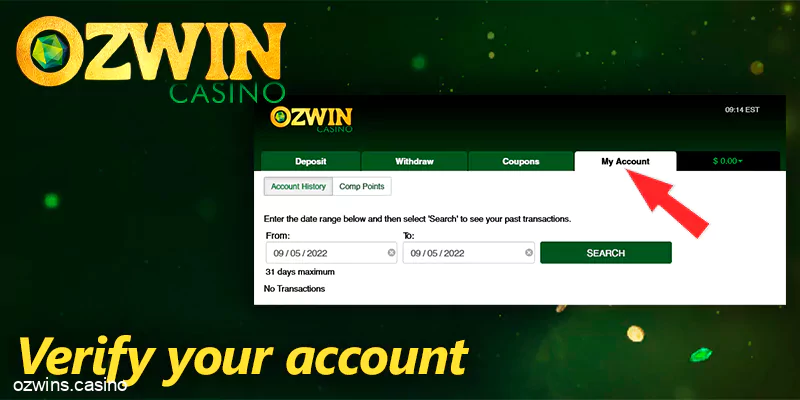 OZWIN
CASINO
OZWIN
CASINO
09:14 EST
Deposit Withdraw Coupons My Account $ 0.00
Account History Comp Points
Enter the date range below and then select 'Search' to see your past transactions.
From: To:
09 / 05 / 2022 09 / 05 / 2022 SEARCH
31 days maximum
No Transactions
Verify your account
ozwins.casino